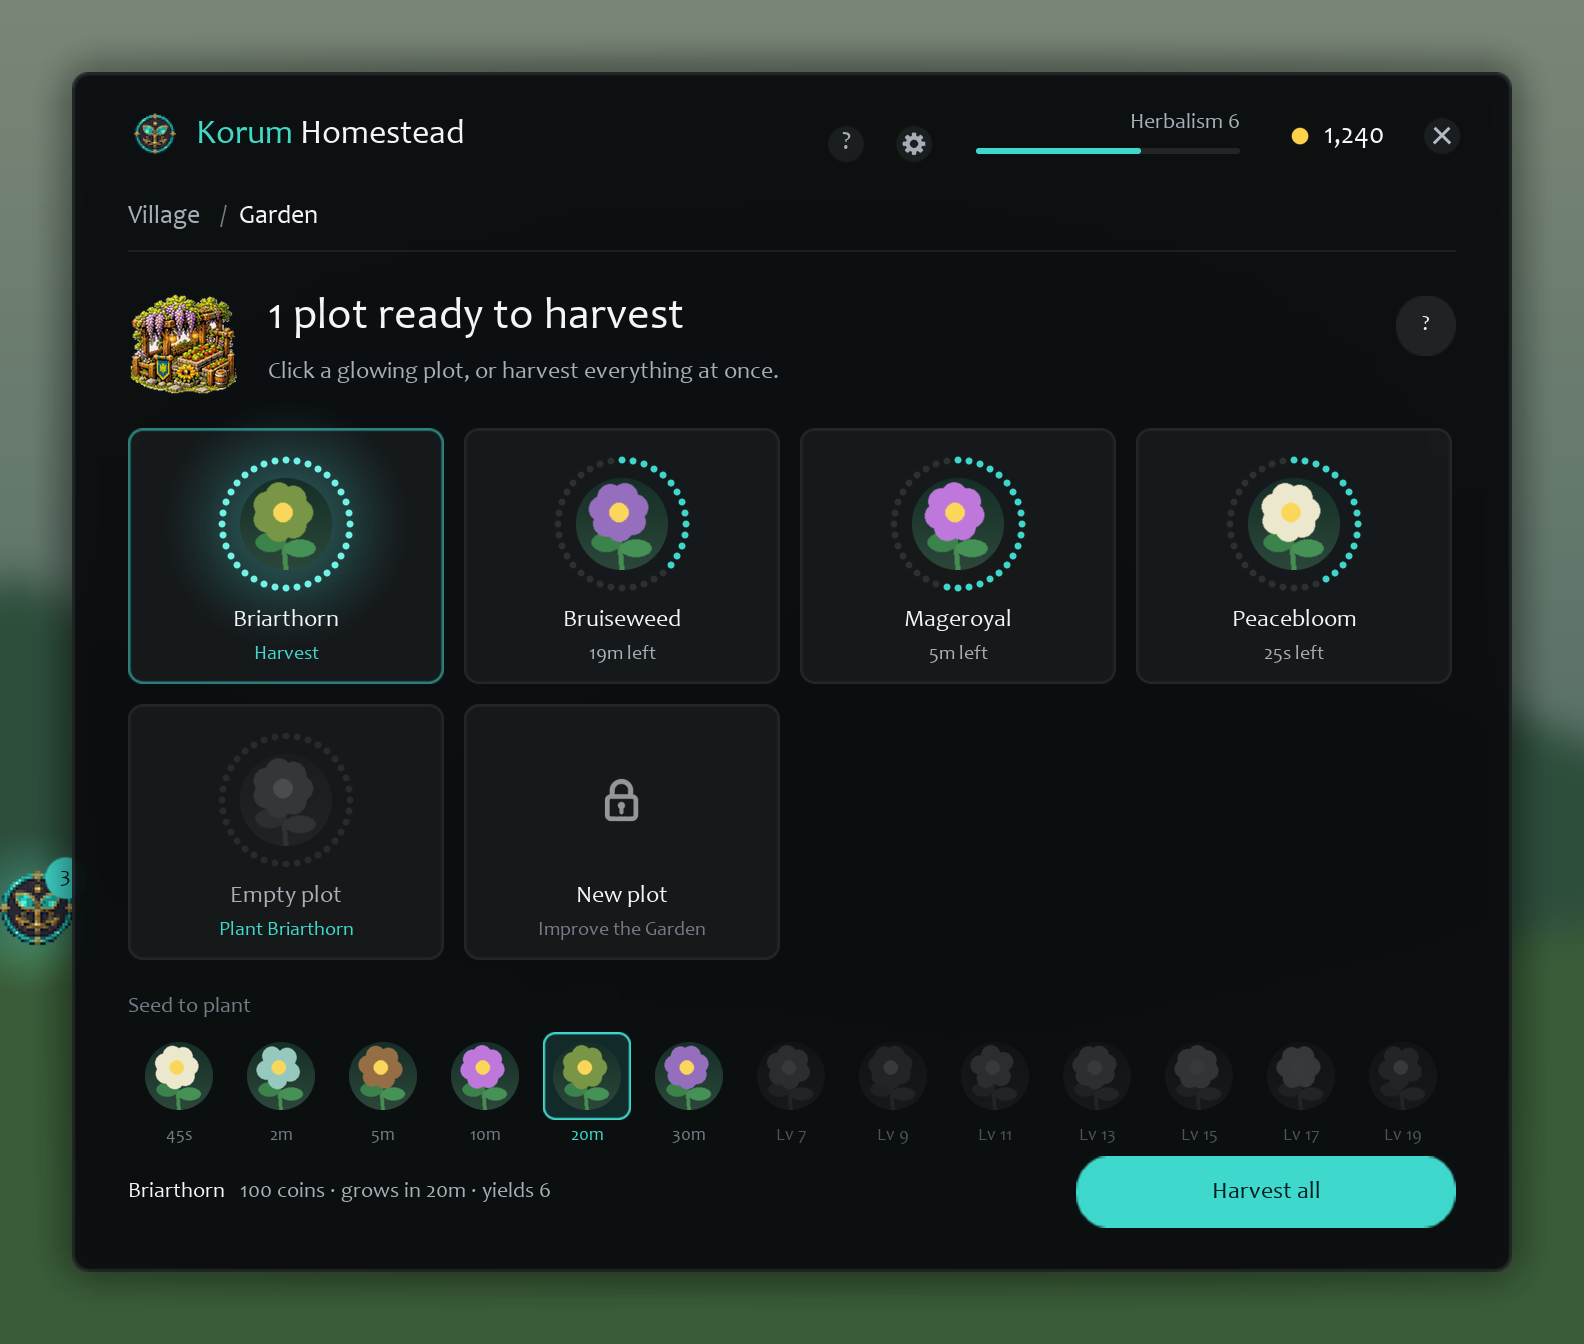 Korum Homestead
?
Herbalism 6
1,240
Village / Garden
1 plot ready to harvest
?
Click a glowing plot, or harvest everything at once.
Briarthorn
Harvest
Bruiseweed
19m left
Mageroyal
5m left
Peacebloom
25s left
3
Empty plot
Plant Briarthorn
New plot
Improve the Garden
Seed to plant
45s
2m
5m
10m
20m
30m
Lv 7
Lv 9
Lv 11
Lv 13
Lv 15
Lv 17
Lv 19
Briarthorn 100 coins · grows in 20m · yields 6
Harvest all